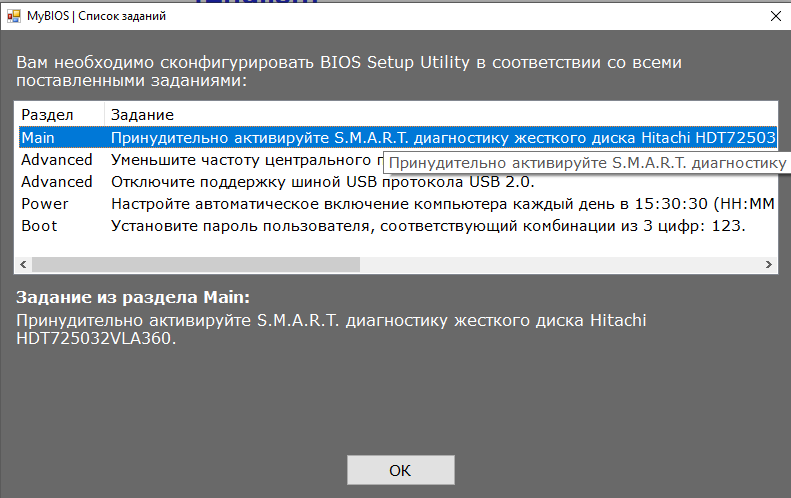 MyBIOS | Список заданий
Вам необходимо сконфигурировать BIOS Setup Utility в соответствии со всеми
поставленными заданиями:
Раздел Задание
Main Принудительно активируйте S.M.A.R.T. диагностику жесткого диска Hitachi HDT72503
Advanced Уменьшите частоту центрального п
Принудительно активируйте S.M.A.R.T. диагностику
Advanced Отключите поддержку шиной USB протокола USB 2.0.
Power Настройте автоматическое включение компьютера каждый день в 15:30:30 (HH:MM
Boot Установите пароль пользователя, соответствующий комбинации из 3 цифр: 123.
Задание из раздела Main:
Принудительно активируйте S.M.A.R.T. диагностику жесткого диска Hitachi
HDT725032VLA360.
OK